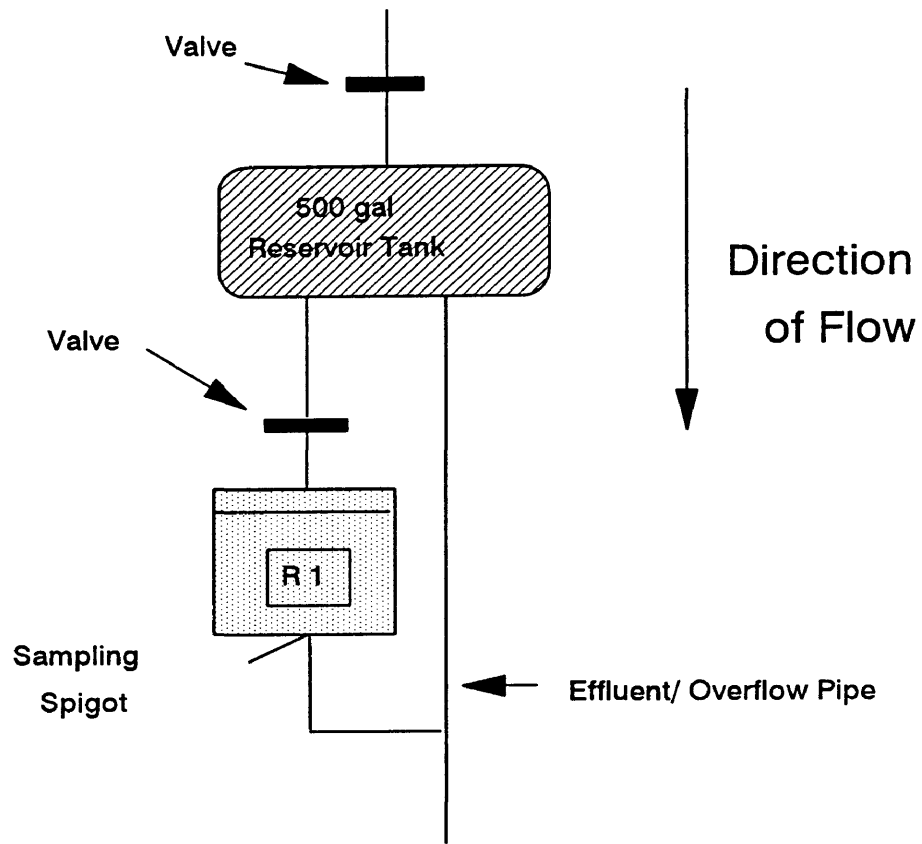 Valve
500 gal
Reservoir Tank
Direction
of Flow
Valve
R 1
Sampling
Spigot
Effluent/ Overflow Pipe